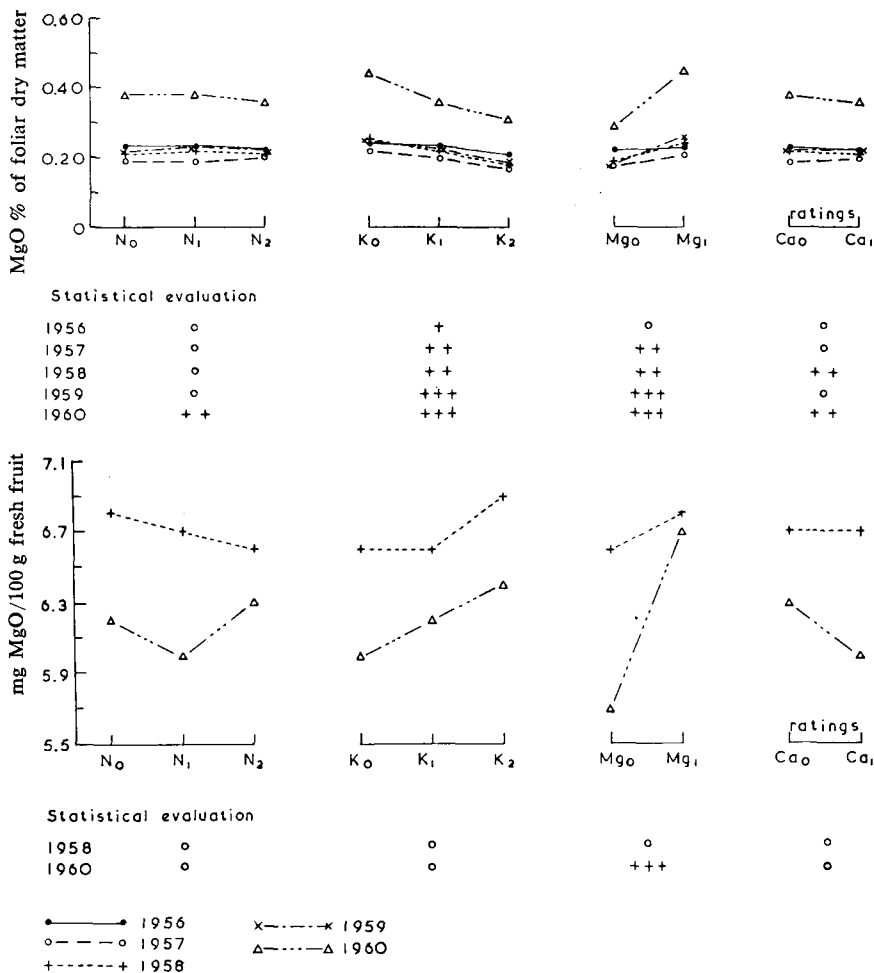 MgO % of foliar dry matter
0.60
0.40
0.20
0
N₀ N₁ N₂ K₀ K₁ K₂ Mg₀ Mg₁ Ca₀ Ca₁
ratings
Statistical evaluation
1956 o + o o
1957 o ++ ++ o
1958 o ++ ++ ++
1959 o +++ +++ o
1960 ++ +++ +++ ++
mg MgO/100 g fresh fruit
7.1
6.7
6.3
5.9
5.5
ratings
N₀ N₁ N₂ K₀ K₁ K₂ Mg₀ Mg₁ Ca₀ Ca₁
Statistical evaluation
1958 o o o o
1960 o o +++ o
1956
1957
1958
1959
1960